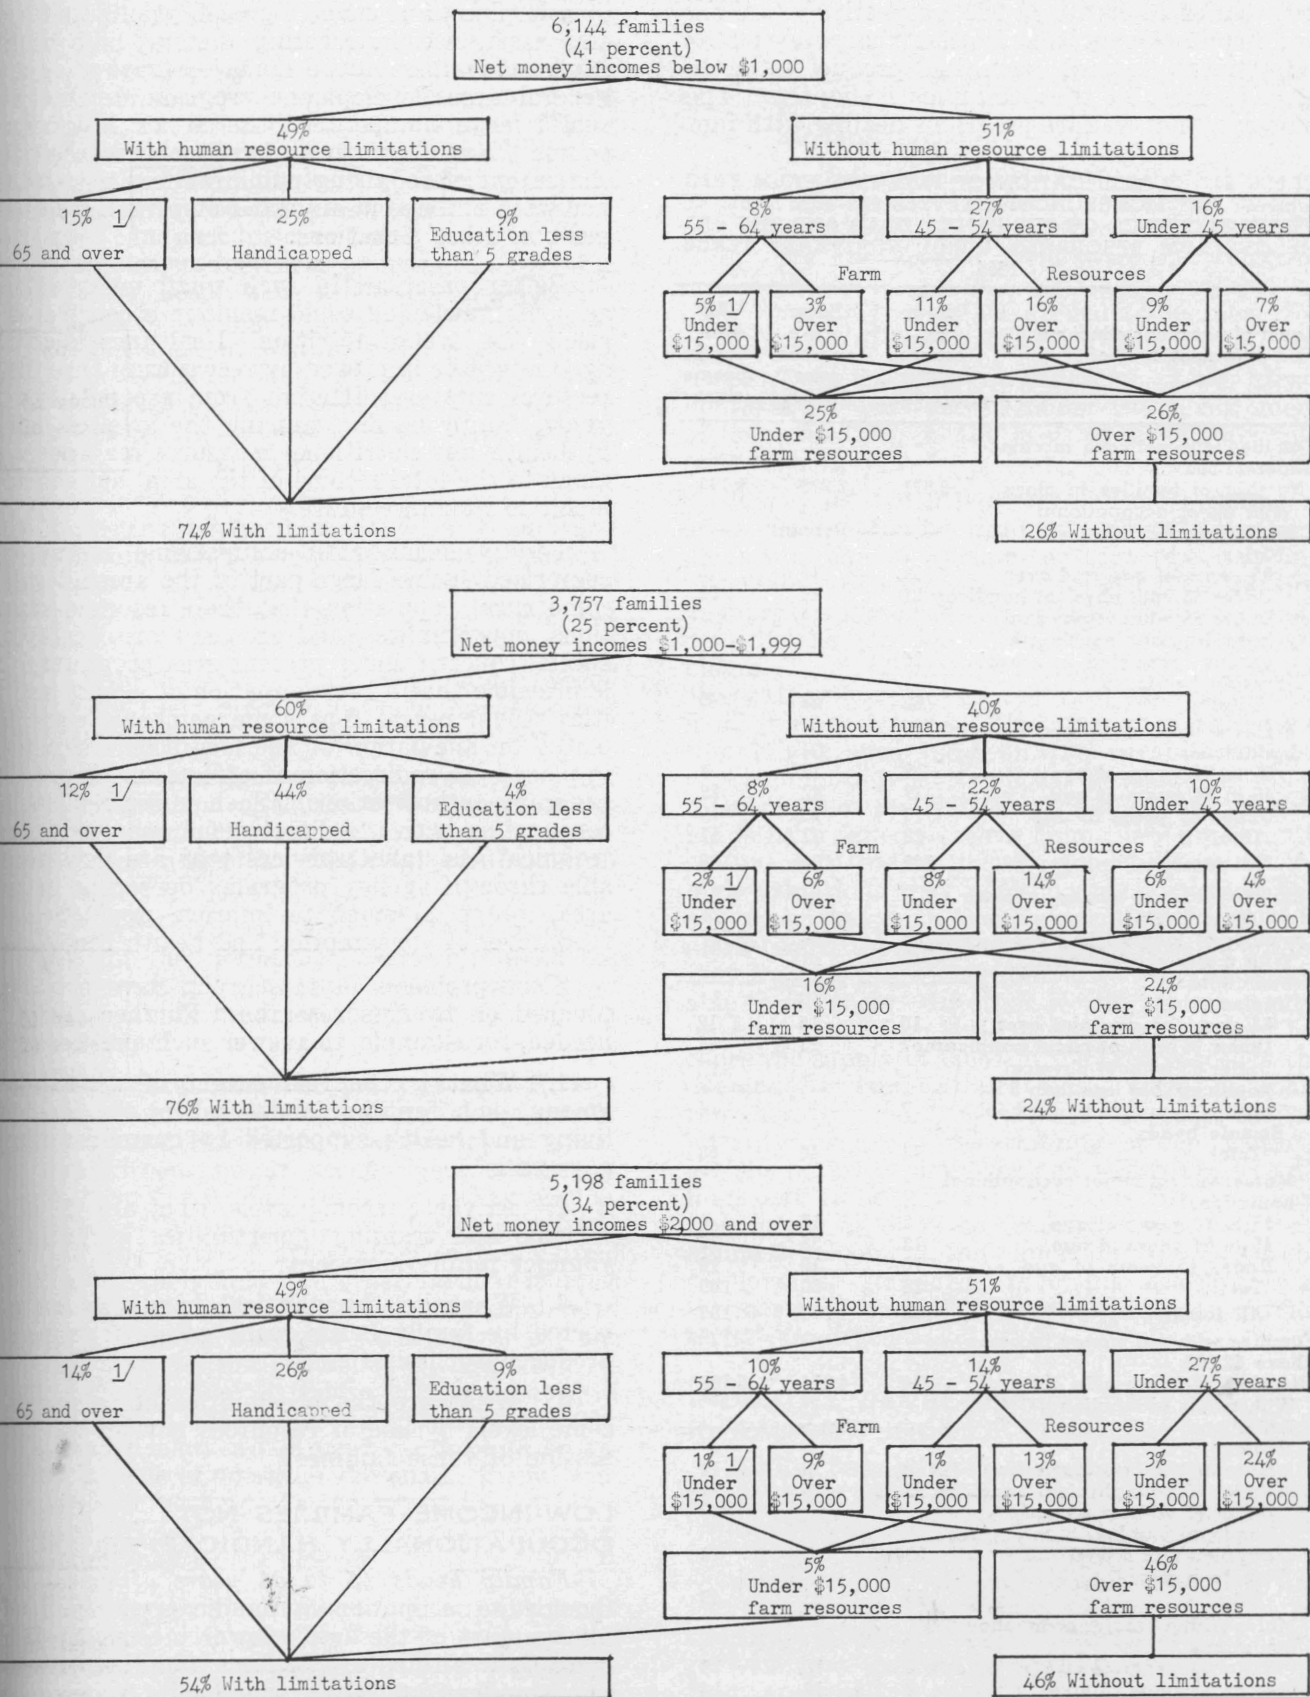 6,144 families
(41 percent)
Net money incomes below $1,000
49%
With human resource limitations
51%
Without human resource limitations
15% 1/
65 and over
25%
Handicapped
9%
Education less
than 5 grades
8%
55 - 64 years
27%
45 - 54 years
16%
Under 45 years
Farm Resources
5% 1/
Under
$15,000
3%
Over
$15,000
11%
Under
$15,000
16%
Over
$15,000
9%
Under
$15,000
7%
Over
$15,000
25%
Under $15,000
farm resources
26%
Over $15,000
farm resources
74% With limitations
26% Without limitations
3,757 families
(25 percent)
Net money incomes $1,000-$1,999
60%
With human resource limitations
40%
Without human resource limitations
12% 1/
65 and over
44%
Handicapped
4%
Education less
than 5 grades
8%
55 - 64 years
22%
45 - 54 years
10%
Under 45 years
Farm Resources
2% 1/
Under
$15,000
6%
Over
$15,000
8%
Under
$15,000
14%
Over
$15,000
6%
Under
$15,000
4%
Over
$15,000
16%
Under $15,000
farm resources
24%
Over $15,000
farm resources
76% With limitations
24% Without limitations
5,198 families
(34 percent)
Net money incomes $2000 and over
49%
With human resource limitations
51%
Without human resource limitations
14% 1/
65 and over
26%
Handicapped
9%
Education less
than 5 grades
10%
55 - 64 years
14%
45 - 54 years
27%
Under 45 years
Farm Resources
1% 1/
Under
$15,000
9%
Over
$15,000
1%
Under
$15,000
13%
Over
$15,000
3%
Under
$15,000
24%
Over
$15,000
5%
Under $15,000
farm resources
46%
Over $15,000
farm resources
54% With limitations
46% Without limitations